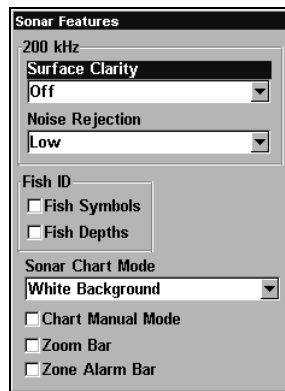 Sonar Features
200 kHz
Surface Clarity
Off
Noise Rejection
Low
Fish ID
Fish Symbols
Fish Depths
Sonar Chart Mode
White Background
Chart Manual Mode
Zoom Bar
Zone Alarm Bar